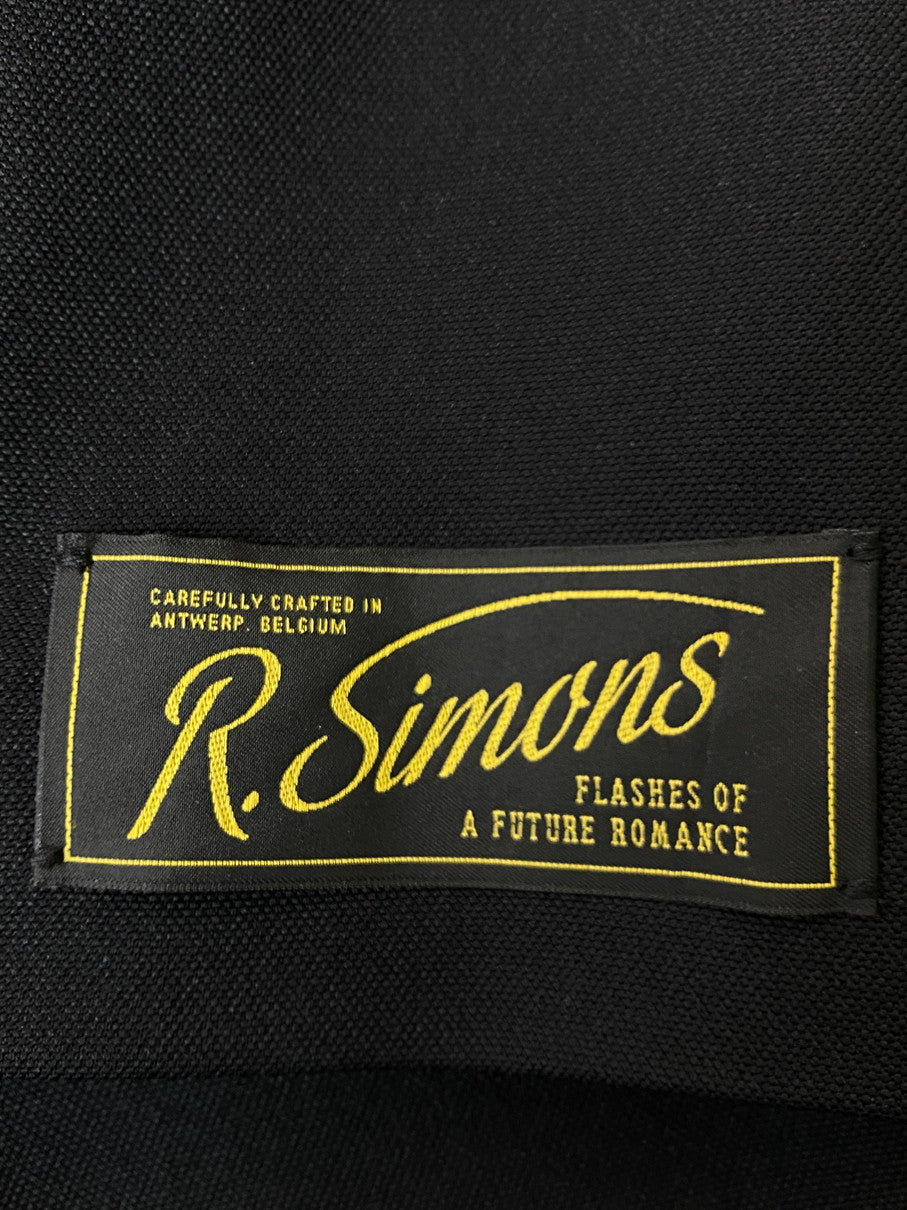 CAREFULLY CRAFTED IN
ANTWERP. BELGIUM
R. Simons
FLASHES OF
A FUTURE ROMANCE